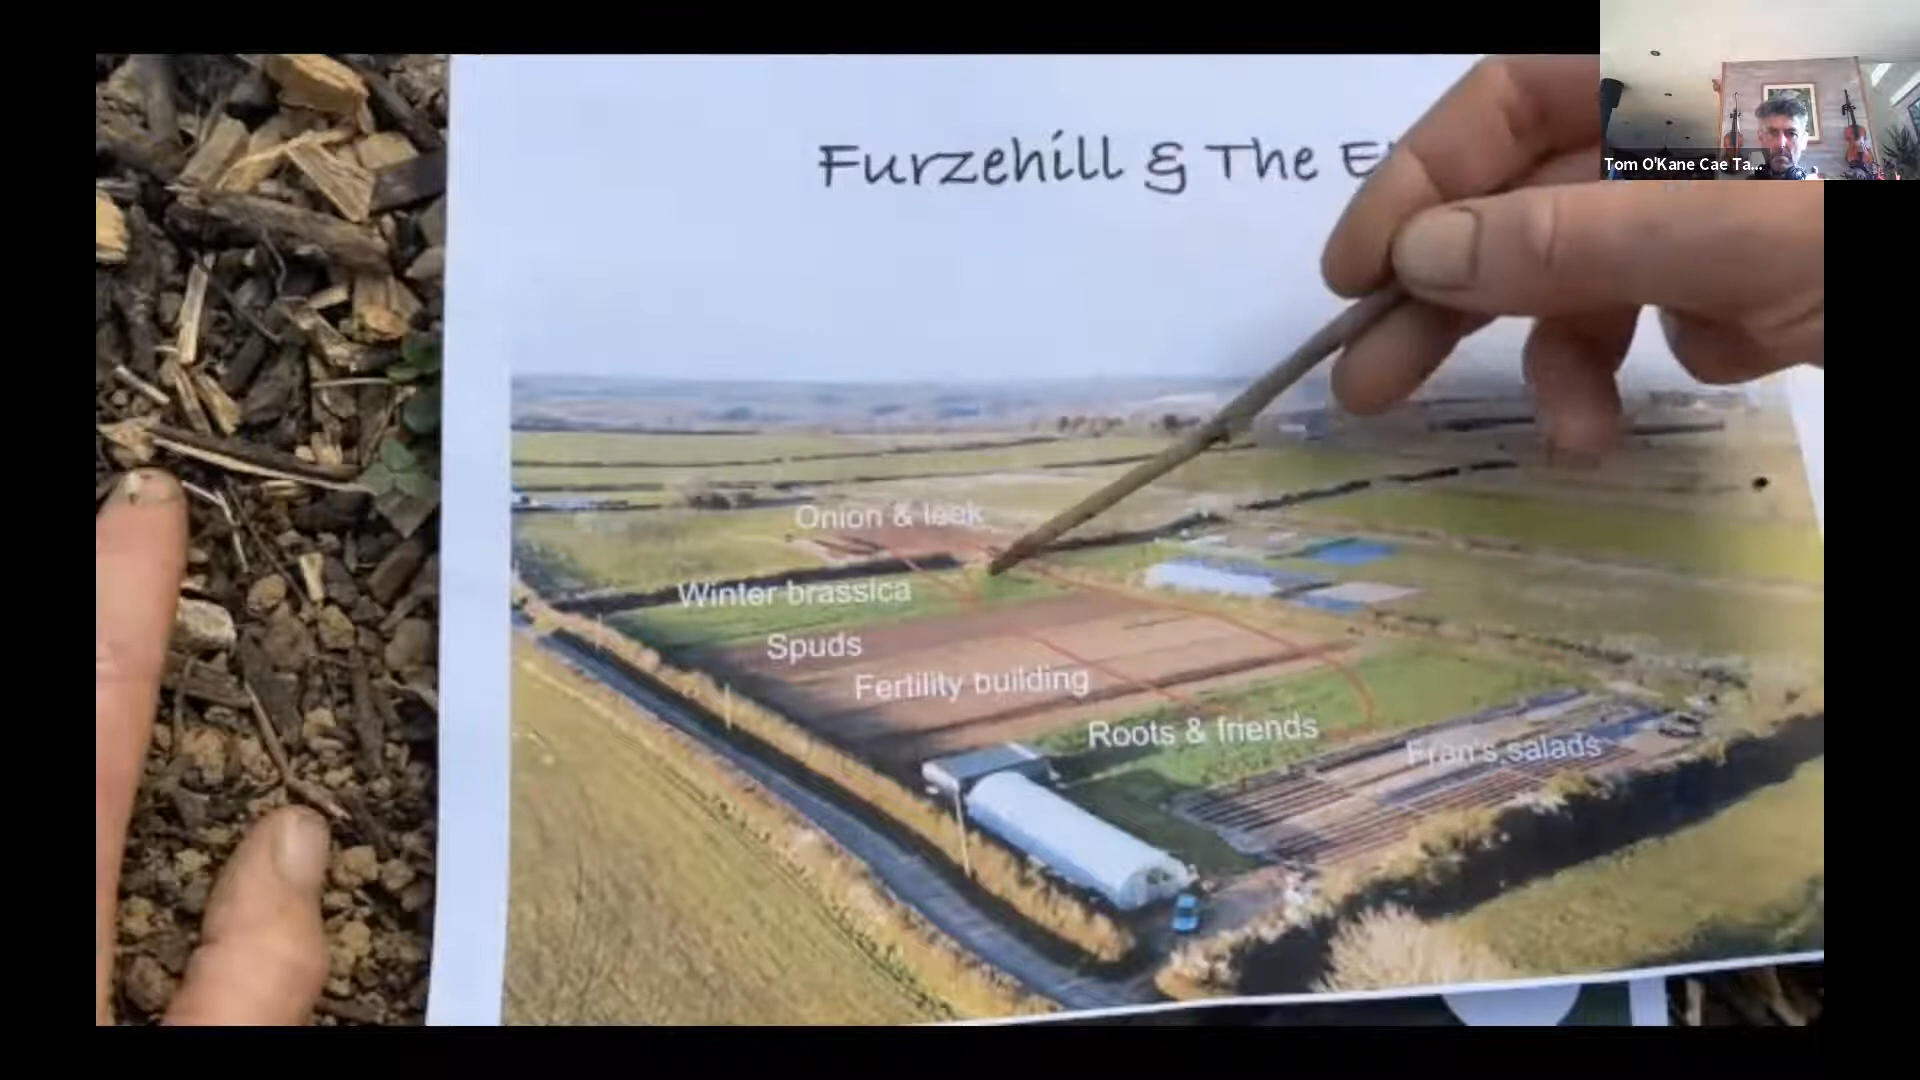 Furzehill & The E
Tom O'Kane Cae Ta...
Onion & leek
Winter brassica
Spuds
Fertility building
Roots & friends
Fran's salads